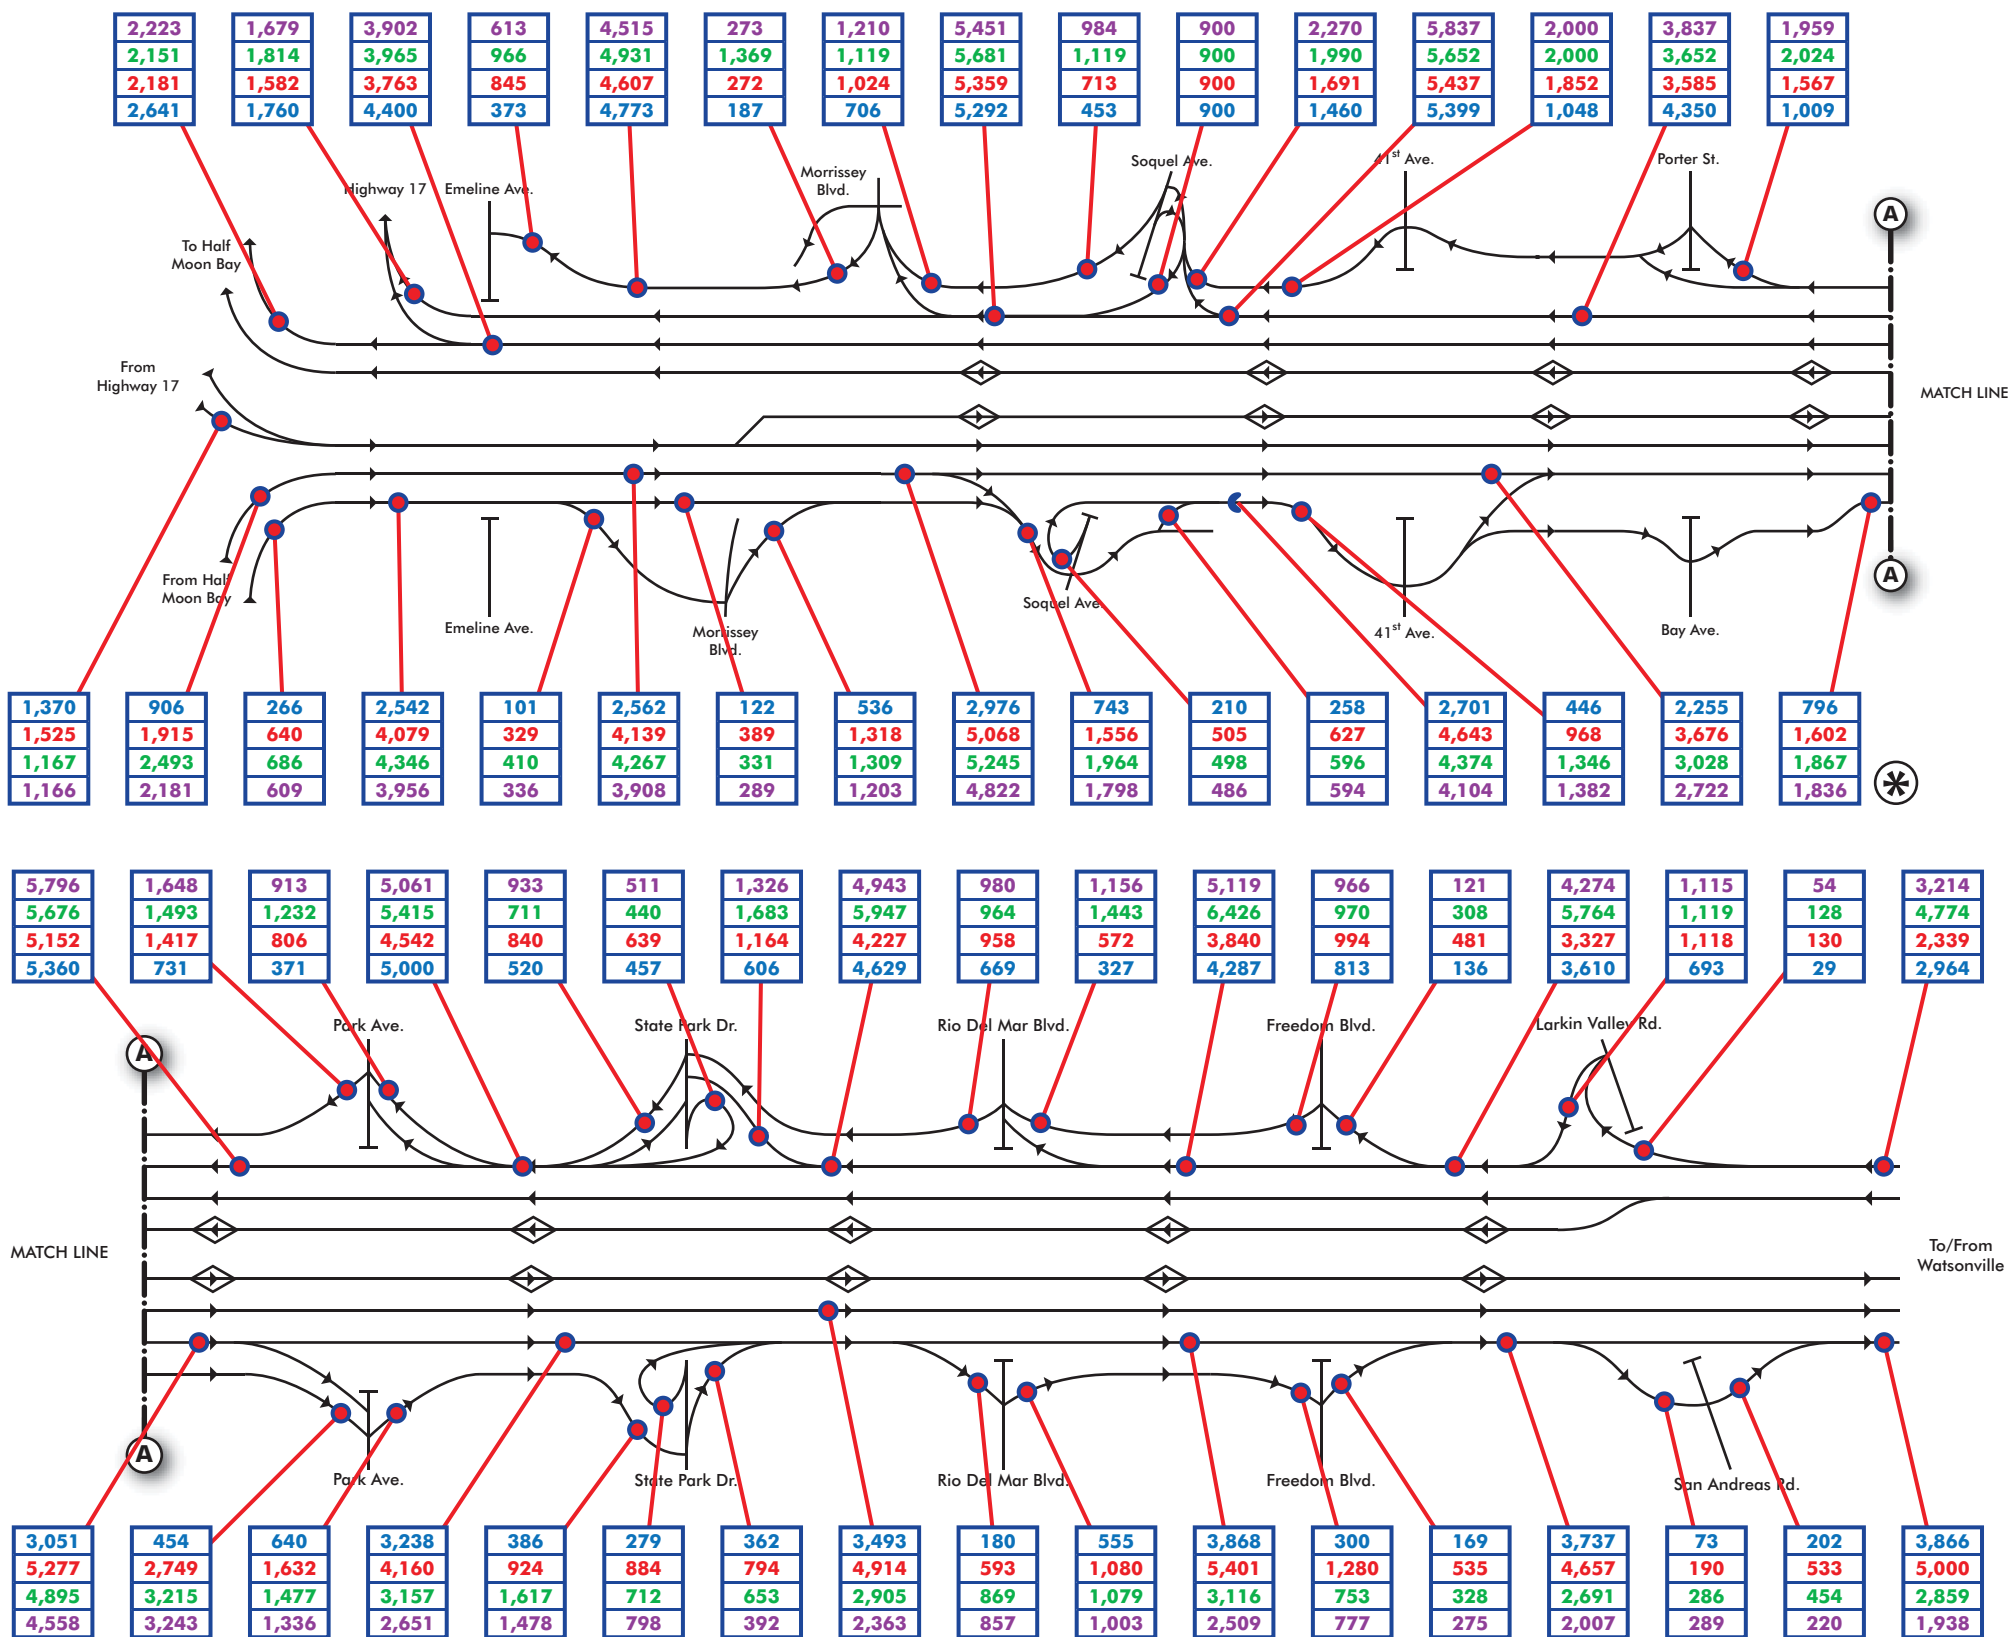 2,223 1,679 3,902 613 4,515 273 1,210 5,451 984 900 2,270 5,837 2,000 3,837 1,959
2,151 1,814 3,965 966 4,931 1,369 1,119 5,681 1,119 900 1,990 5,652 2,000 3,652 2,024
2,181 1,582 3,763 845 4,607 272 1,024 5,359 713 900 1,691 5,437 1,852 3,585 1,567
2,641 1,760 4,400 373 4,773 187 706 5,292 453 900 1,460 5,399 1,048 4,350 1,009
Soquel Ave. 41st Ave. Porter St.
Morrissey
Blvd.
Highway 17 Emeline Ave.
A
To Half
Moon Bay
From
Highway 17
MATCH LINE
From Half
Moon Bay
A
Soquel Ave.
Emeline Ave. Morrissey
Blvd.
41st Ave. Bay Ave.
1,370 906 266 2,542 101 2,562 122 536 2,976 743 210 258 2,701 446 2,255 796
1,525 1,915 640 4,079 329 4,139 389 1,318 5,068 1,556 505 627 4,643 968 3,676 1,602
1,167 2,493 686 4,346 410 4,267 331 1,309 5,245 1,964 498 596 4,374 1,346 3,028 1,867
1,166 2,181 609 3,956 336 3,908 289 1,203 4,822 1,798 486 594 4,104 1,382 2,722 1,836
5,796 1,648 913 5,061 933 511 1,326 4,943 980 1,156 5,119 966 121 4,274 1,115 54 3,214
5,676 1,493 1,232 5,415 711 440 1,683 5,947 964 1,443 6,426 970 308 5,764 1,119 128 4,774
5,152 1,417 806 4,542 840 639 1,164 4,227 958 572 3,840 994 481 3,327 1,118 130 2,339
5,360 731 371 5,000 520 457 606 4,629 669 327 4,287 813 136 3,610 693 29 2,964
Park Ave. State Park Dr. Rio Del Mar Blvd. Freedom Blvd. Larkin Valley Rd.
A
MATCH LINE
To/From
Watsonville
A
Park Ave. State Park Dr. Rio Del Mar Blvd. Freedom Blvd. San Andreas Rd.
3,051 454 640 3,238 386 279 362 3,493 180 555 3,868 300 169 3,737 73 202 3,866
5,277 2,749 1,632 4,160 924 884 794 4,914 593 1,080 5,401 1,280 535 4,657 190 533 5,000
4,895 3,215 1,477 3,157 1,617 712 653 2,905 869 1,079 3,116 753 328 2,691 286 454 2,859
4,558 3,243 1,336 2,651 1,478 798 392 2,363 857 1,003 2,509 777 275 2,007 289 220 1,938